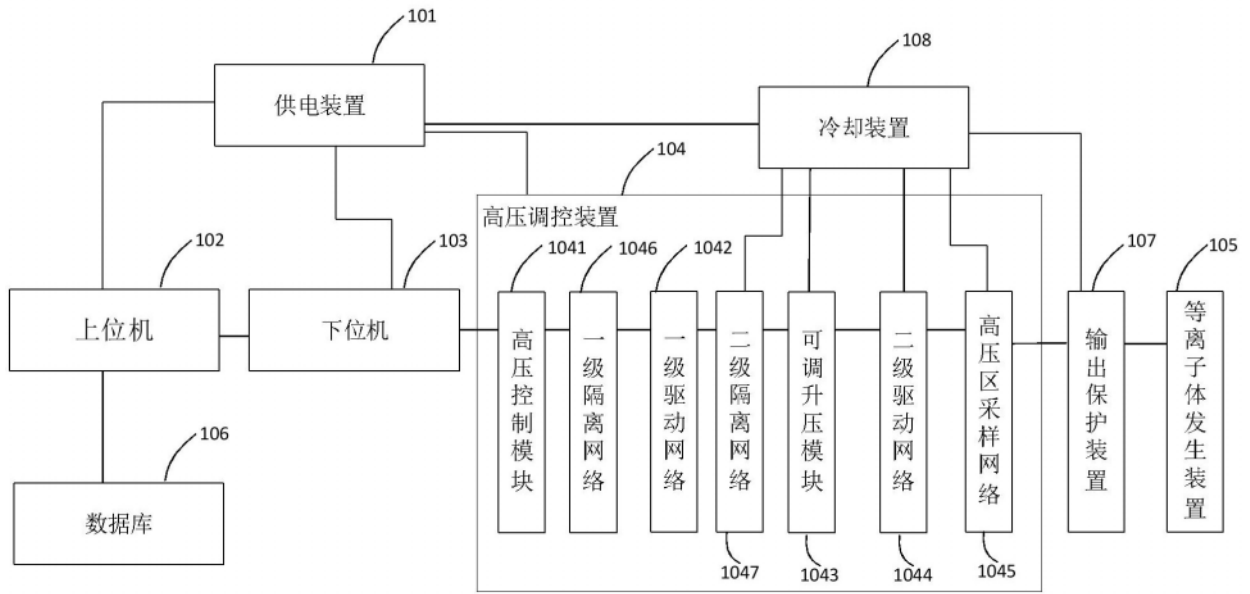 101
108
供电装置
冷却装置
104
高压调控装置
102
103
1041
1046
1042
107
105
上位机
下位机
高压控制模块
一级隔离网络
一级驱动网络
二级隔离网络
可调升压模块
二级驱动网络
高压区采样网络
输出保护装置
等离子体发生装置
106
数据库
1047
1043
1044
1045